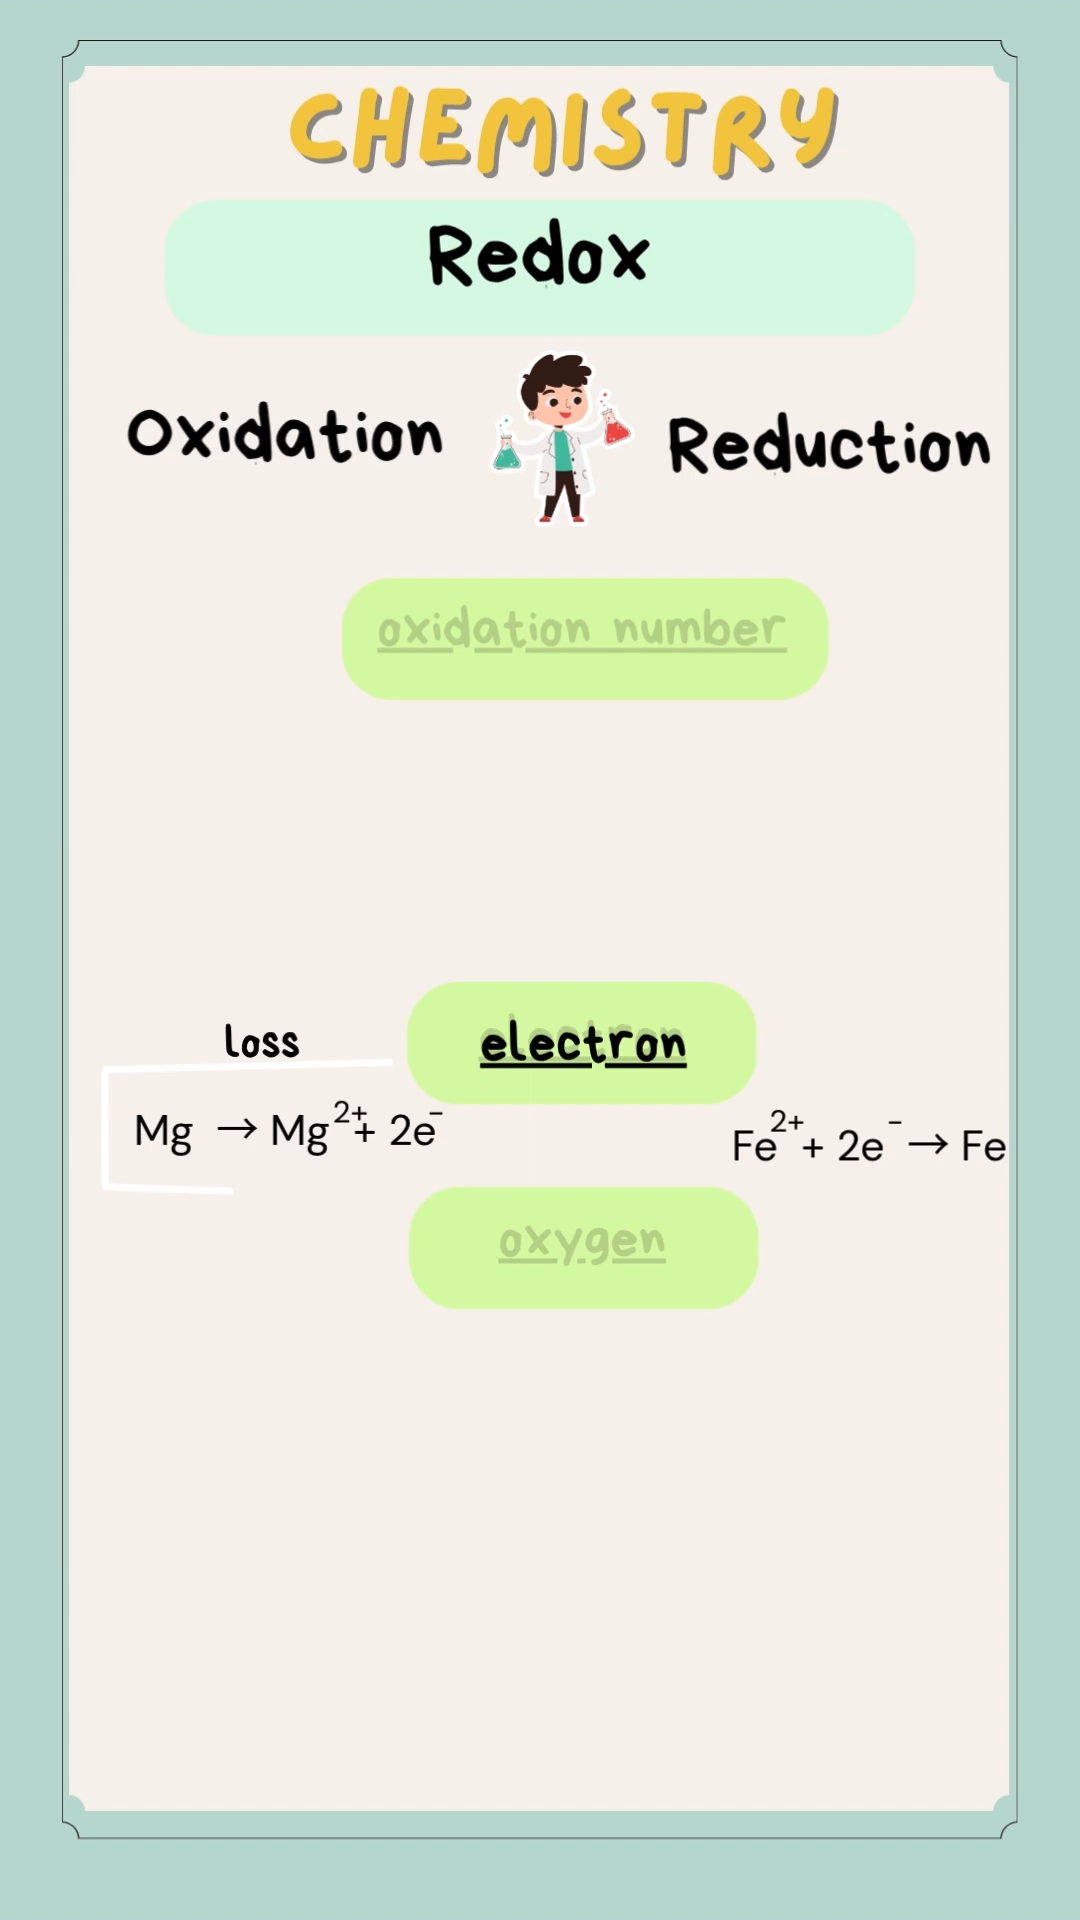 CHEMISTRY
Redox
Oxidation
Reduction
oxidation number
loss
electron
Mg → Mg²⁺ + 2e⁻
Fe²⁺ + 2e⁻ → Fe
oxygen